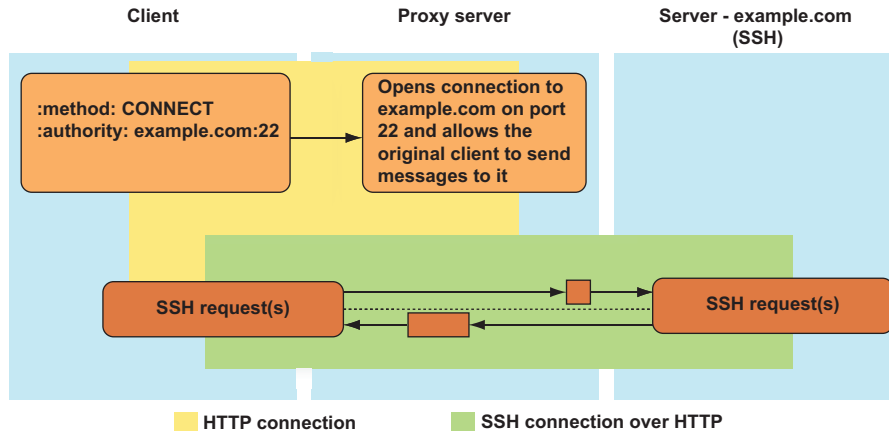 Client
Proxy server
Server - example.com
(SSH)
:method: CONNECT
:authority: example.com:22
Opens connection to
example.com on port
22 and allows the
original client to send
messages to it
SSH request(s)
SSH request(s)
HTTP connection
SSH connection over HTTP